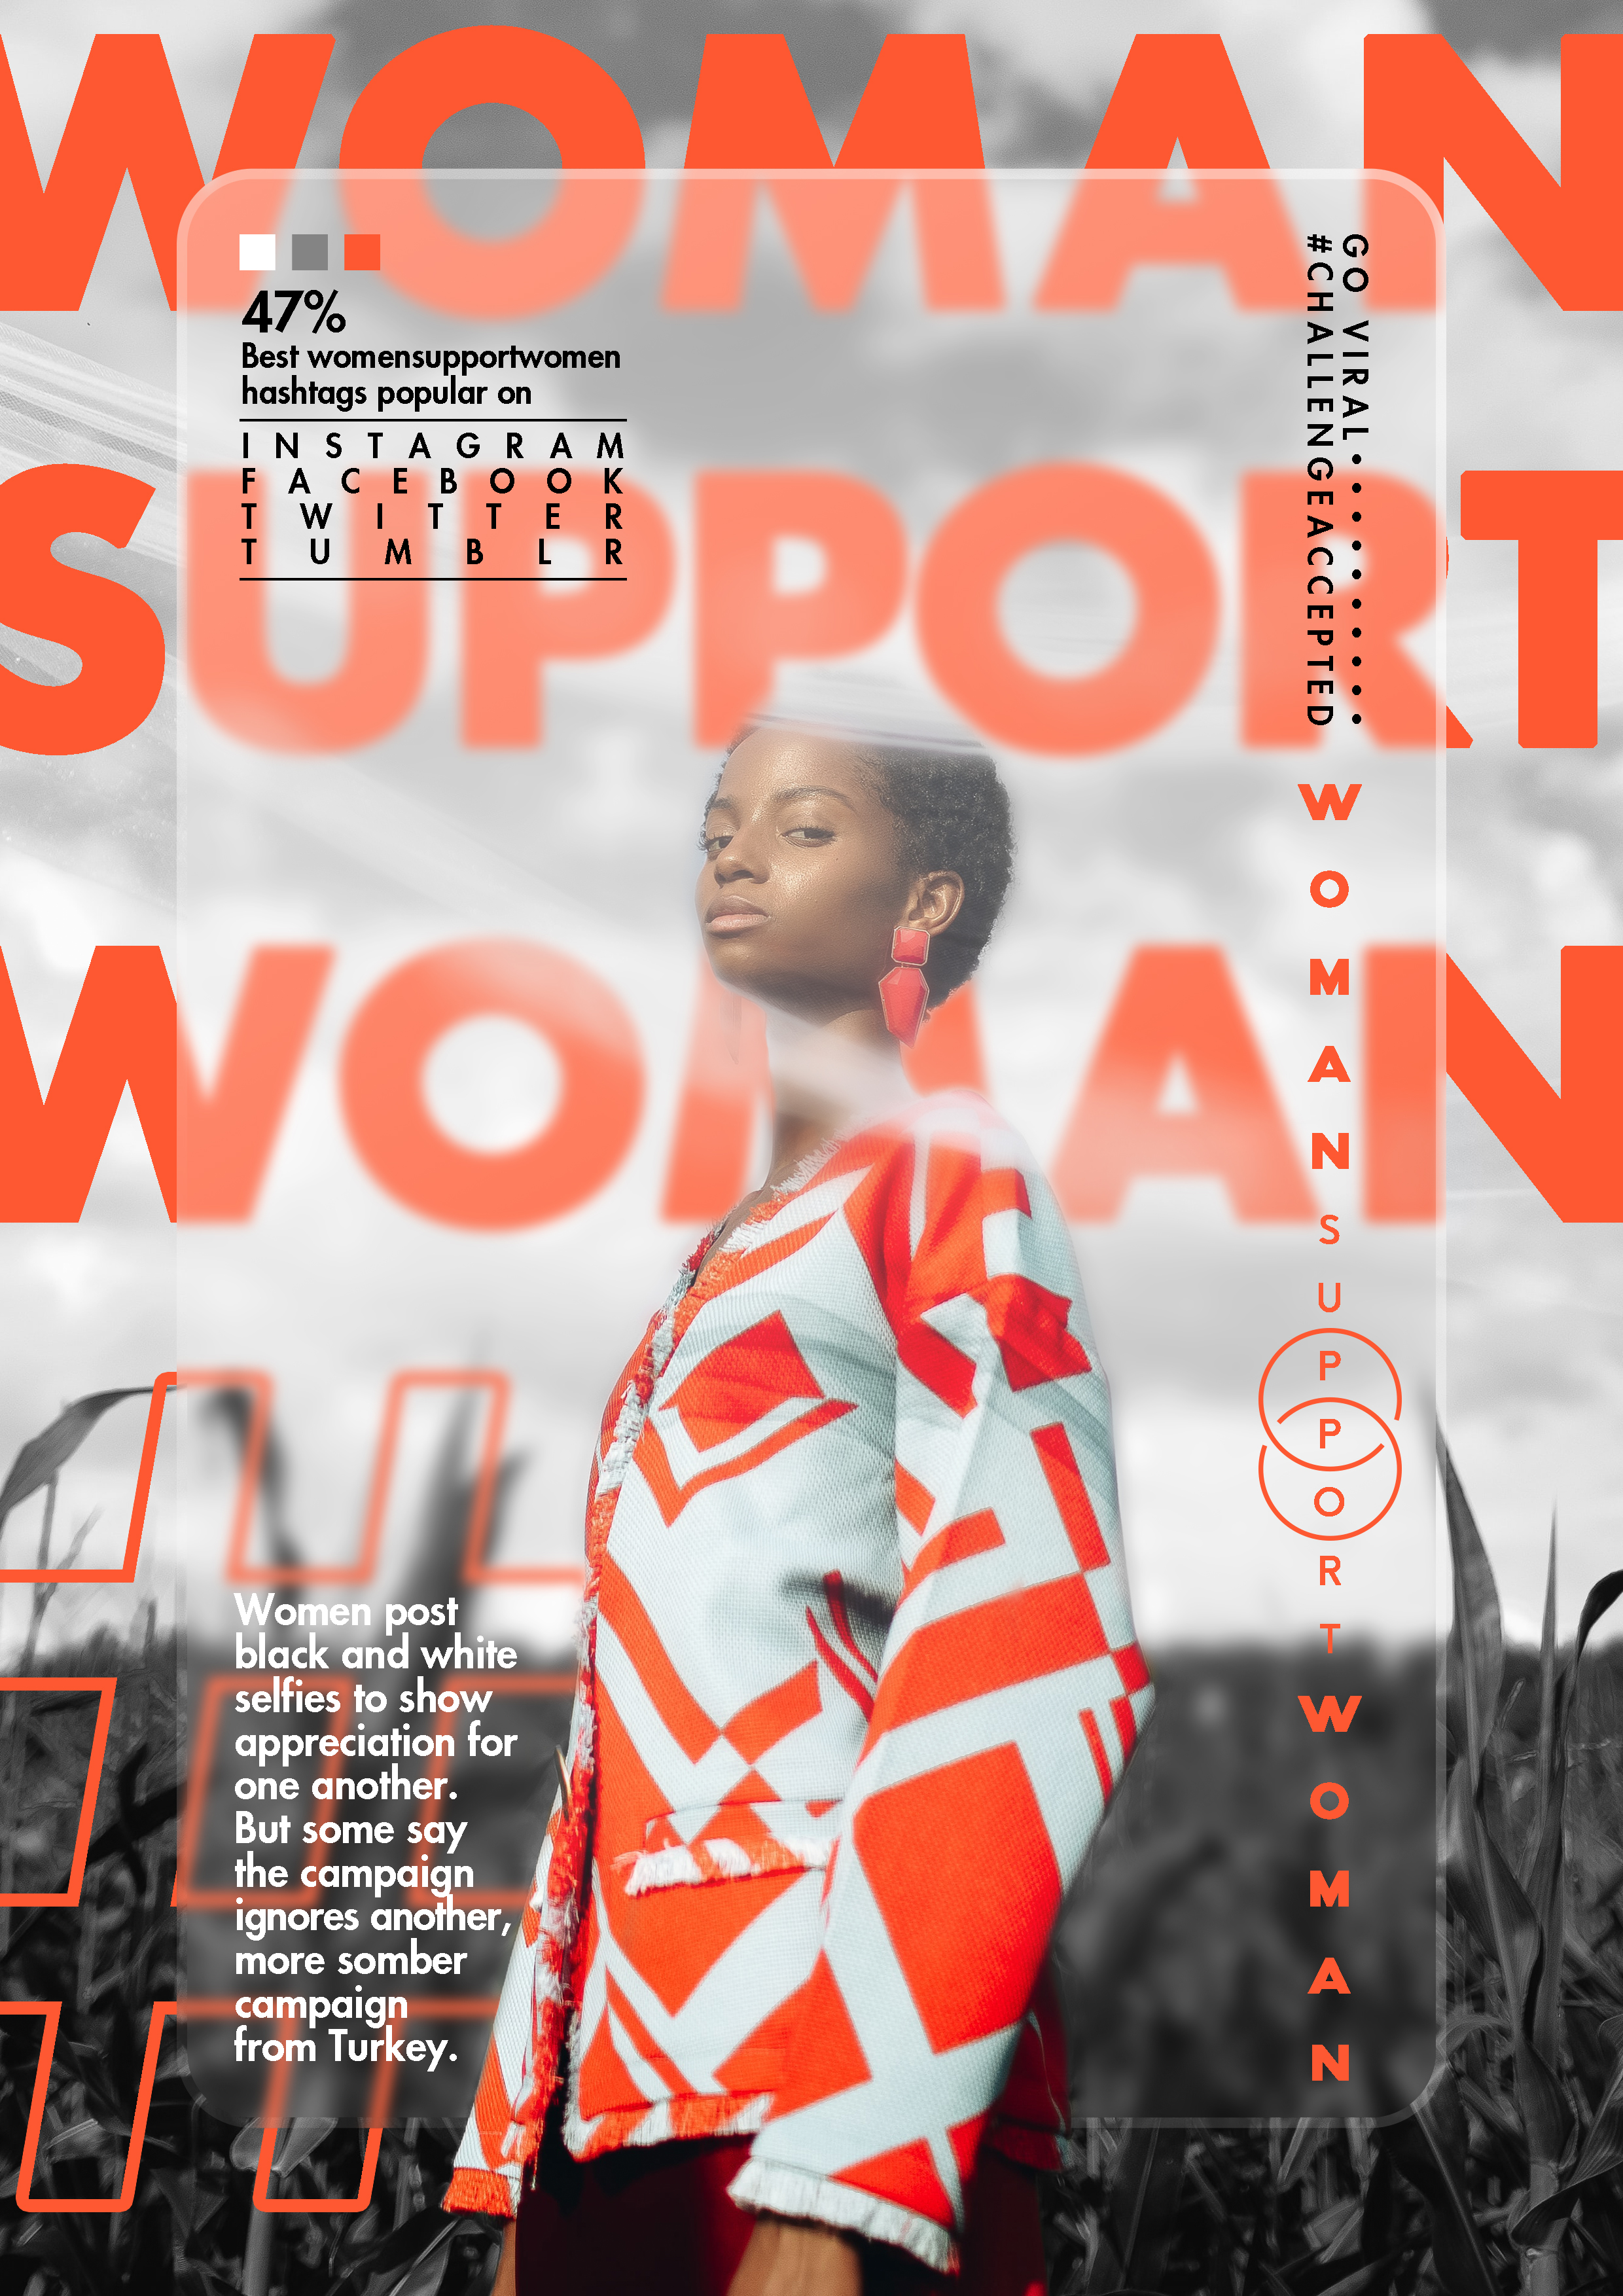 WOMAN
SUPPORT
WOMAN
#
47%
Best womensupportwomen
hashtags popular on
INSTAGRAM
FACEBOOK
TWITTER
TUMBLR
GO VIRAL
#CHALLENGEACCEPTED
WOMAN
SUPPORT
WOMAN
Women post
black and white
selfies to show
appreciation for
one another.
But some say
the campaign
ignores another,
more somber
campaign
from Turkey.